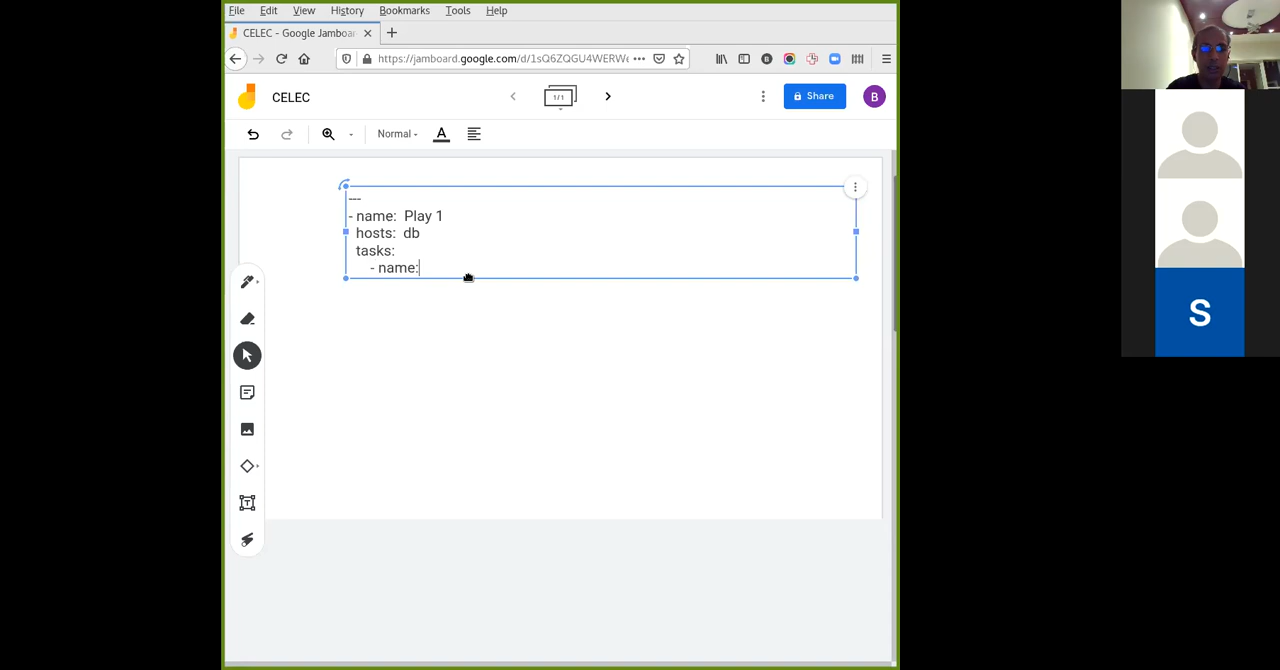 File Edit View History Bookmarks Tools Help
CELEC - Google Jamboar
https://jamboard.google.com/d/1sQ6ZQGU4WERW
CELEC
1/1
Share
B
Normal
A
---
- name: Play 1
hosts: db
tasks:
- name:
S